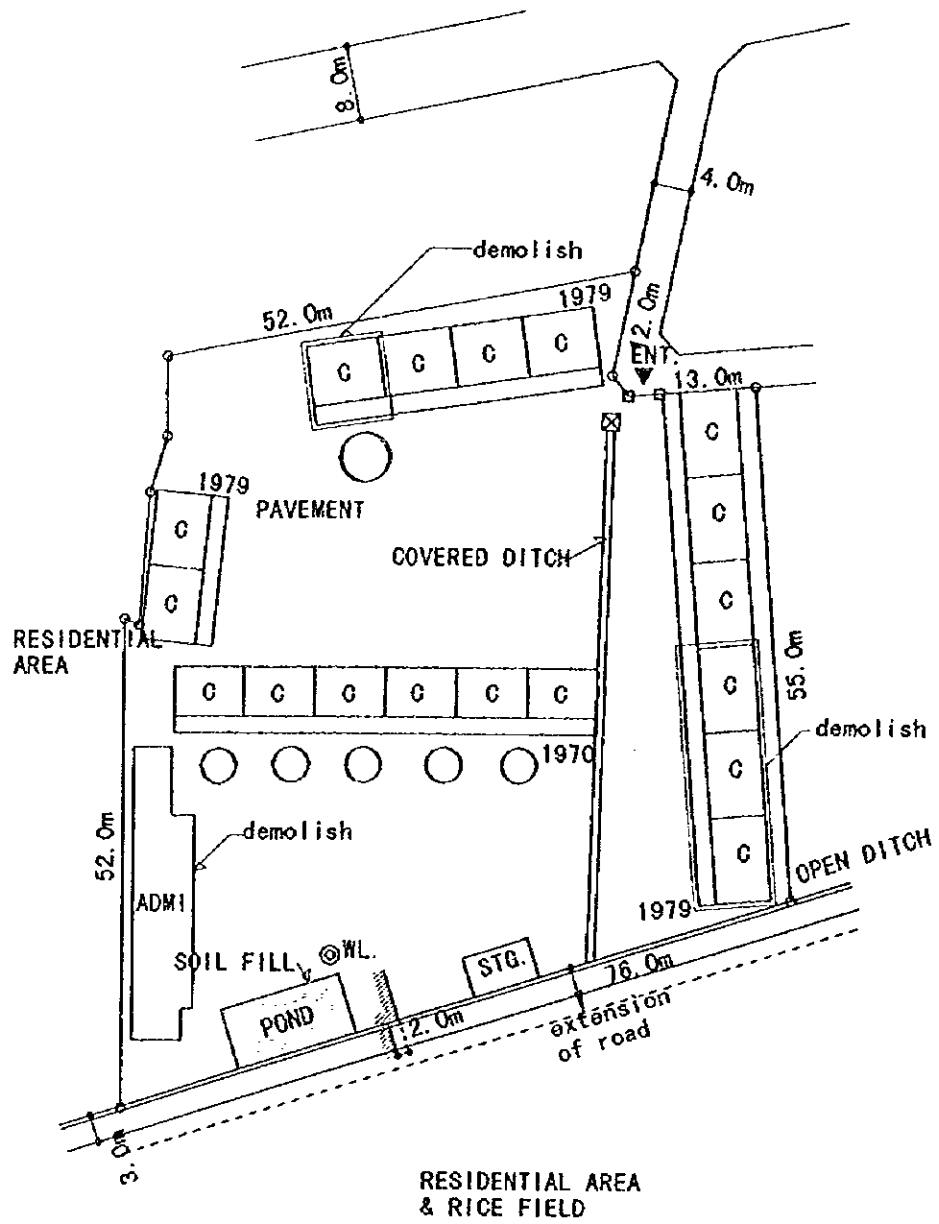 8.0m
4.0m
demolish
52.0m
1979
2.0m
ENT.
13.0m
C
C
C
C
C
C
C
1979
PAVEMENT
C
COVERED DITCH
C
C
RESIDENTIAL
AREA
C
C
C
C
C
C
C
55.0m
1970
C
demolish
demolish
52.0m
C
ADMI
OPEN DITCH
1979
SOIL FILL
WL.
STG.
76.0m
POND
2.0m
extension
of road
3.0m
RESIDENTIAL AREA
& RICE FIELD